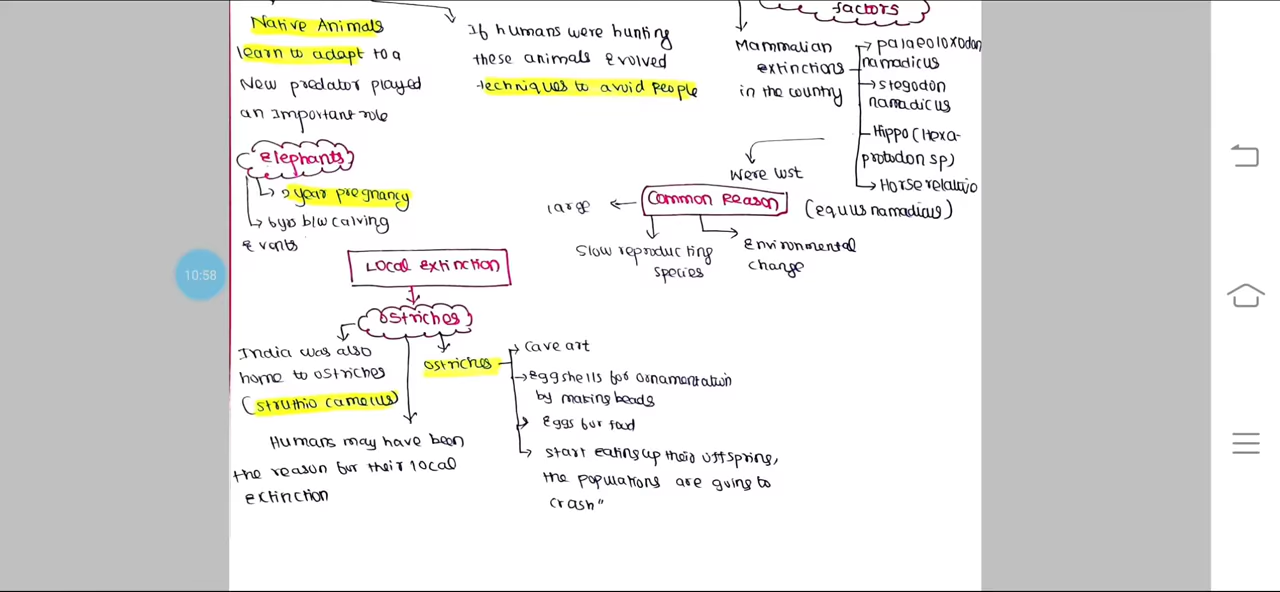 Native Animals
learn to adapt to a
New predator played
an important role
If humans were hunting
these animals evolved
techniques to avoid people
factors
Mammalian
extinctions
in the country
palaeoloxodon
namadicus
stegodon
namadicus
Hippo (Hexa-
protodon sp)
Horse relative
(equus namadicus)
were lost
Common Reason
large
Slow reproducting
species
Environmental
change
Elephants
2 year pregnancy
6yrs b/w calving
Events
10:58
Local extinction
ostriches
India was also
home to ostriches
(struthio camelus)
Humans may have been
the reason for their local
extinction
ostriches
Cave art
Eggshells for ornamentation
by making beads
Eggs for food
start eating up their offspring,
the populations are going to
crash"